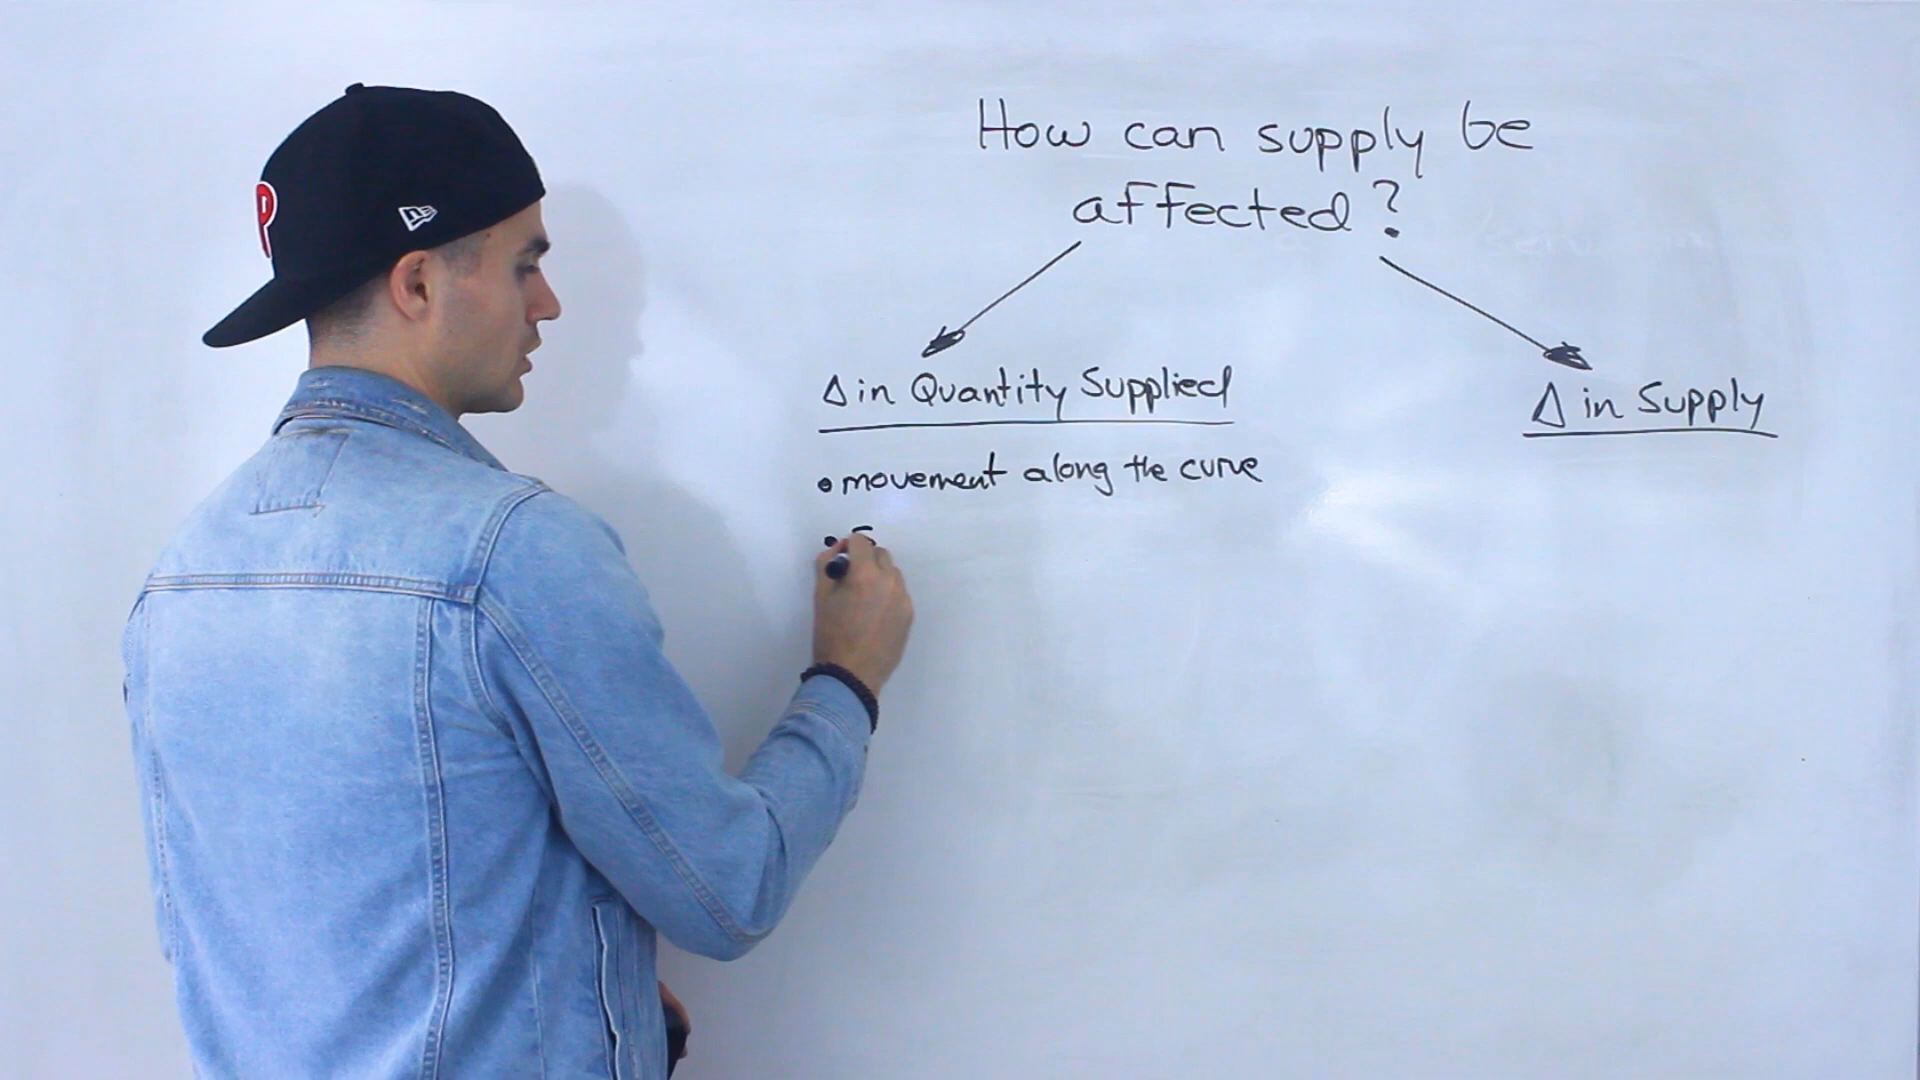 How can supply be
affected?
Δ in Quantity Supplied
Δ in Supply
• movement along the curve
•
P